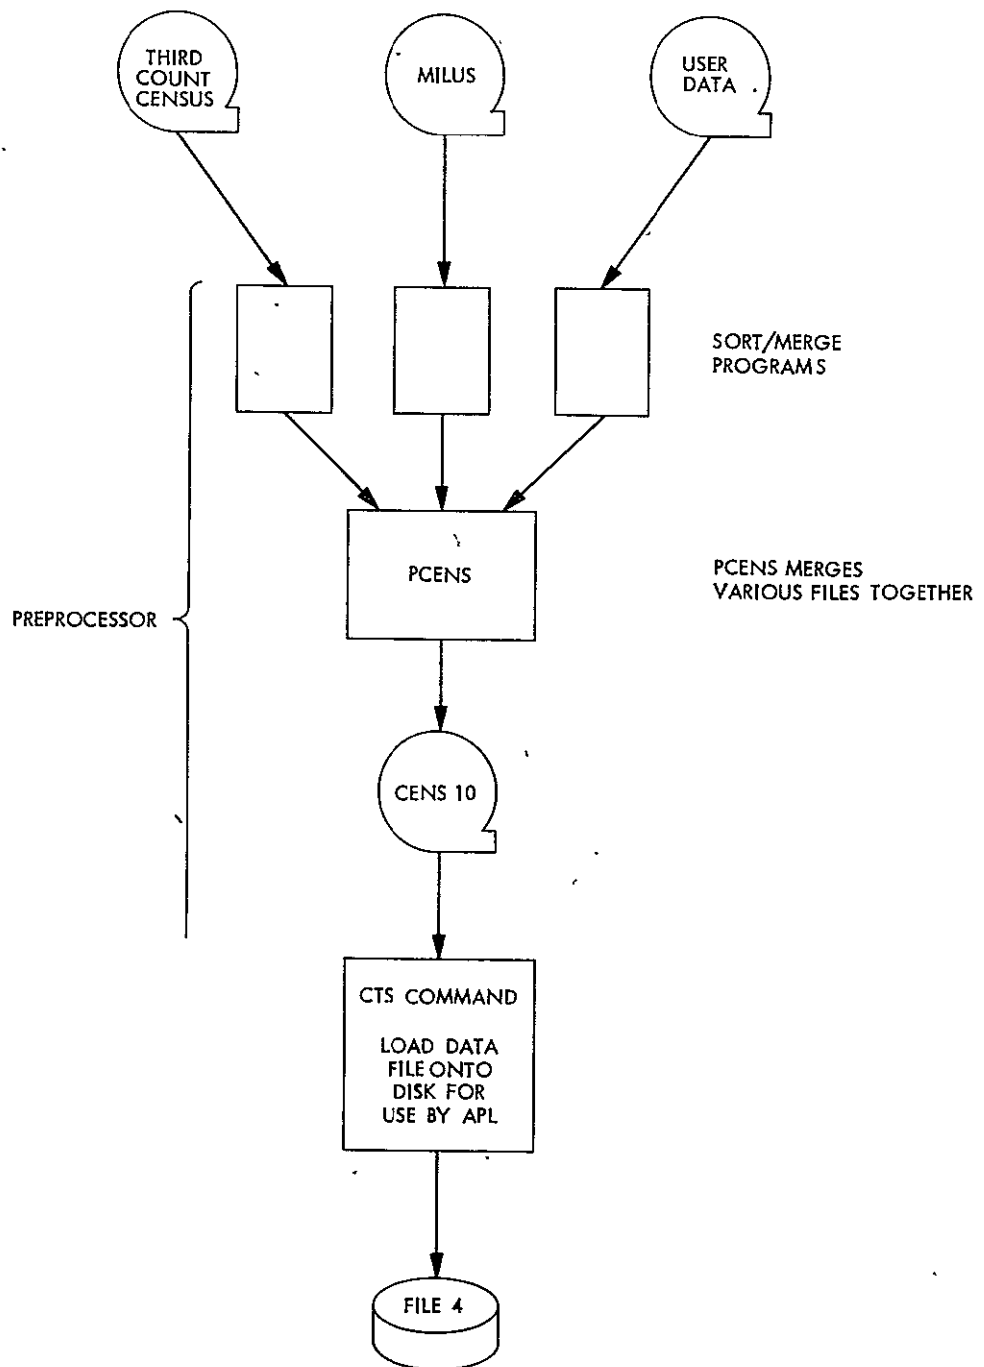 THIRD
COUNT
CENSUS
MILUS
USER
DATA
SORT/MERGE
PROGRAMS
PCENS
PCENS MERGES
VARIOUS FILES TOGETHER
PREPROCESSOR
CENS 10
CTS COMMAND
LOAD DATA
FILE ONTO
DISK FOR
USE BY APL
FILE 4